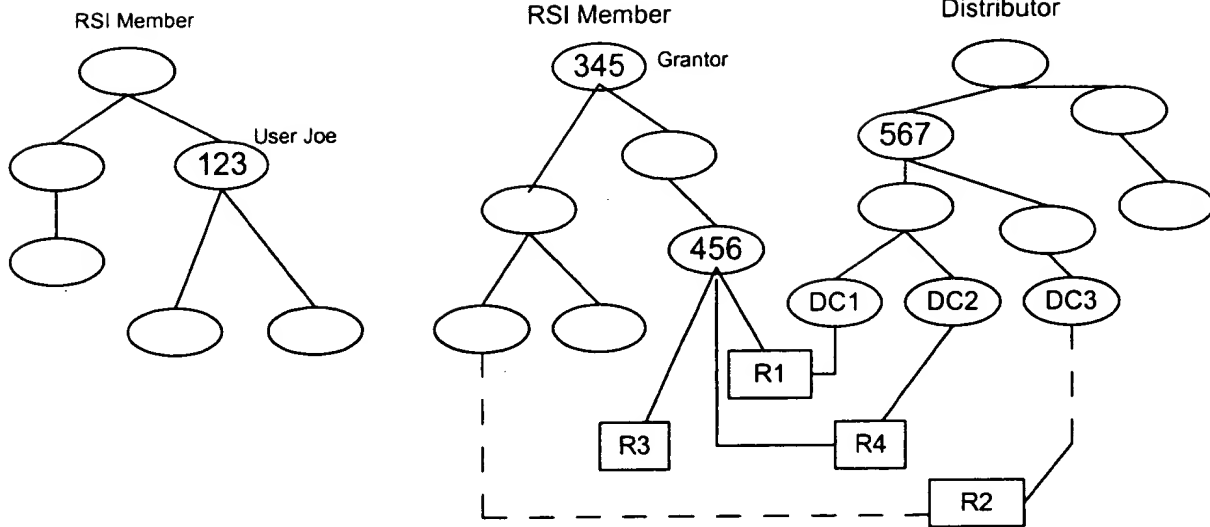 RSI Member
RSI Member
Distributor
345
Grantor
User Joe
123
567
456
DC1
DC2
DC3
R1
R3
R4
R2